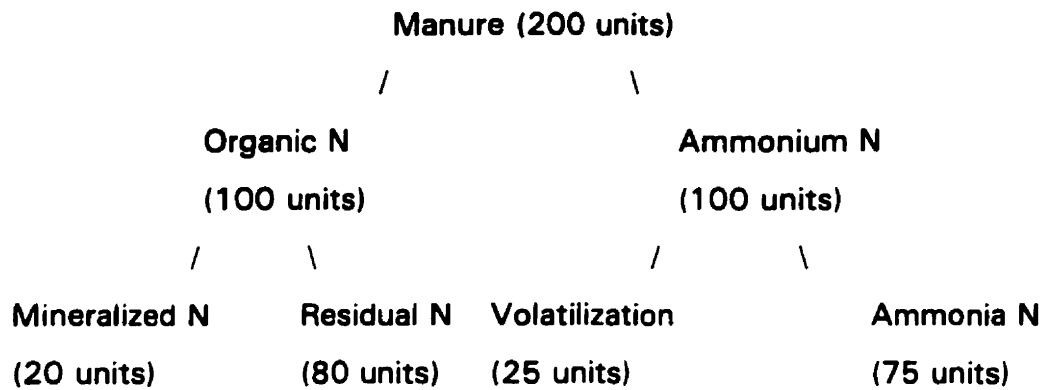 Manure (200 units)
/ \
Organic N Ammonium N
(100 units) (100 units)
/ \ / \
Mineralized N Residual N Volatilization Ammonia N
(20 units) (80 units) (25 units) (75 units)